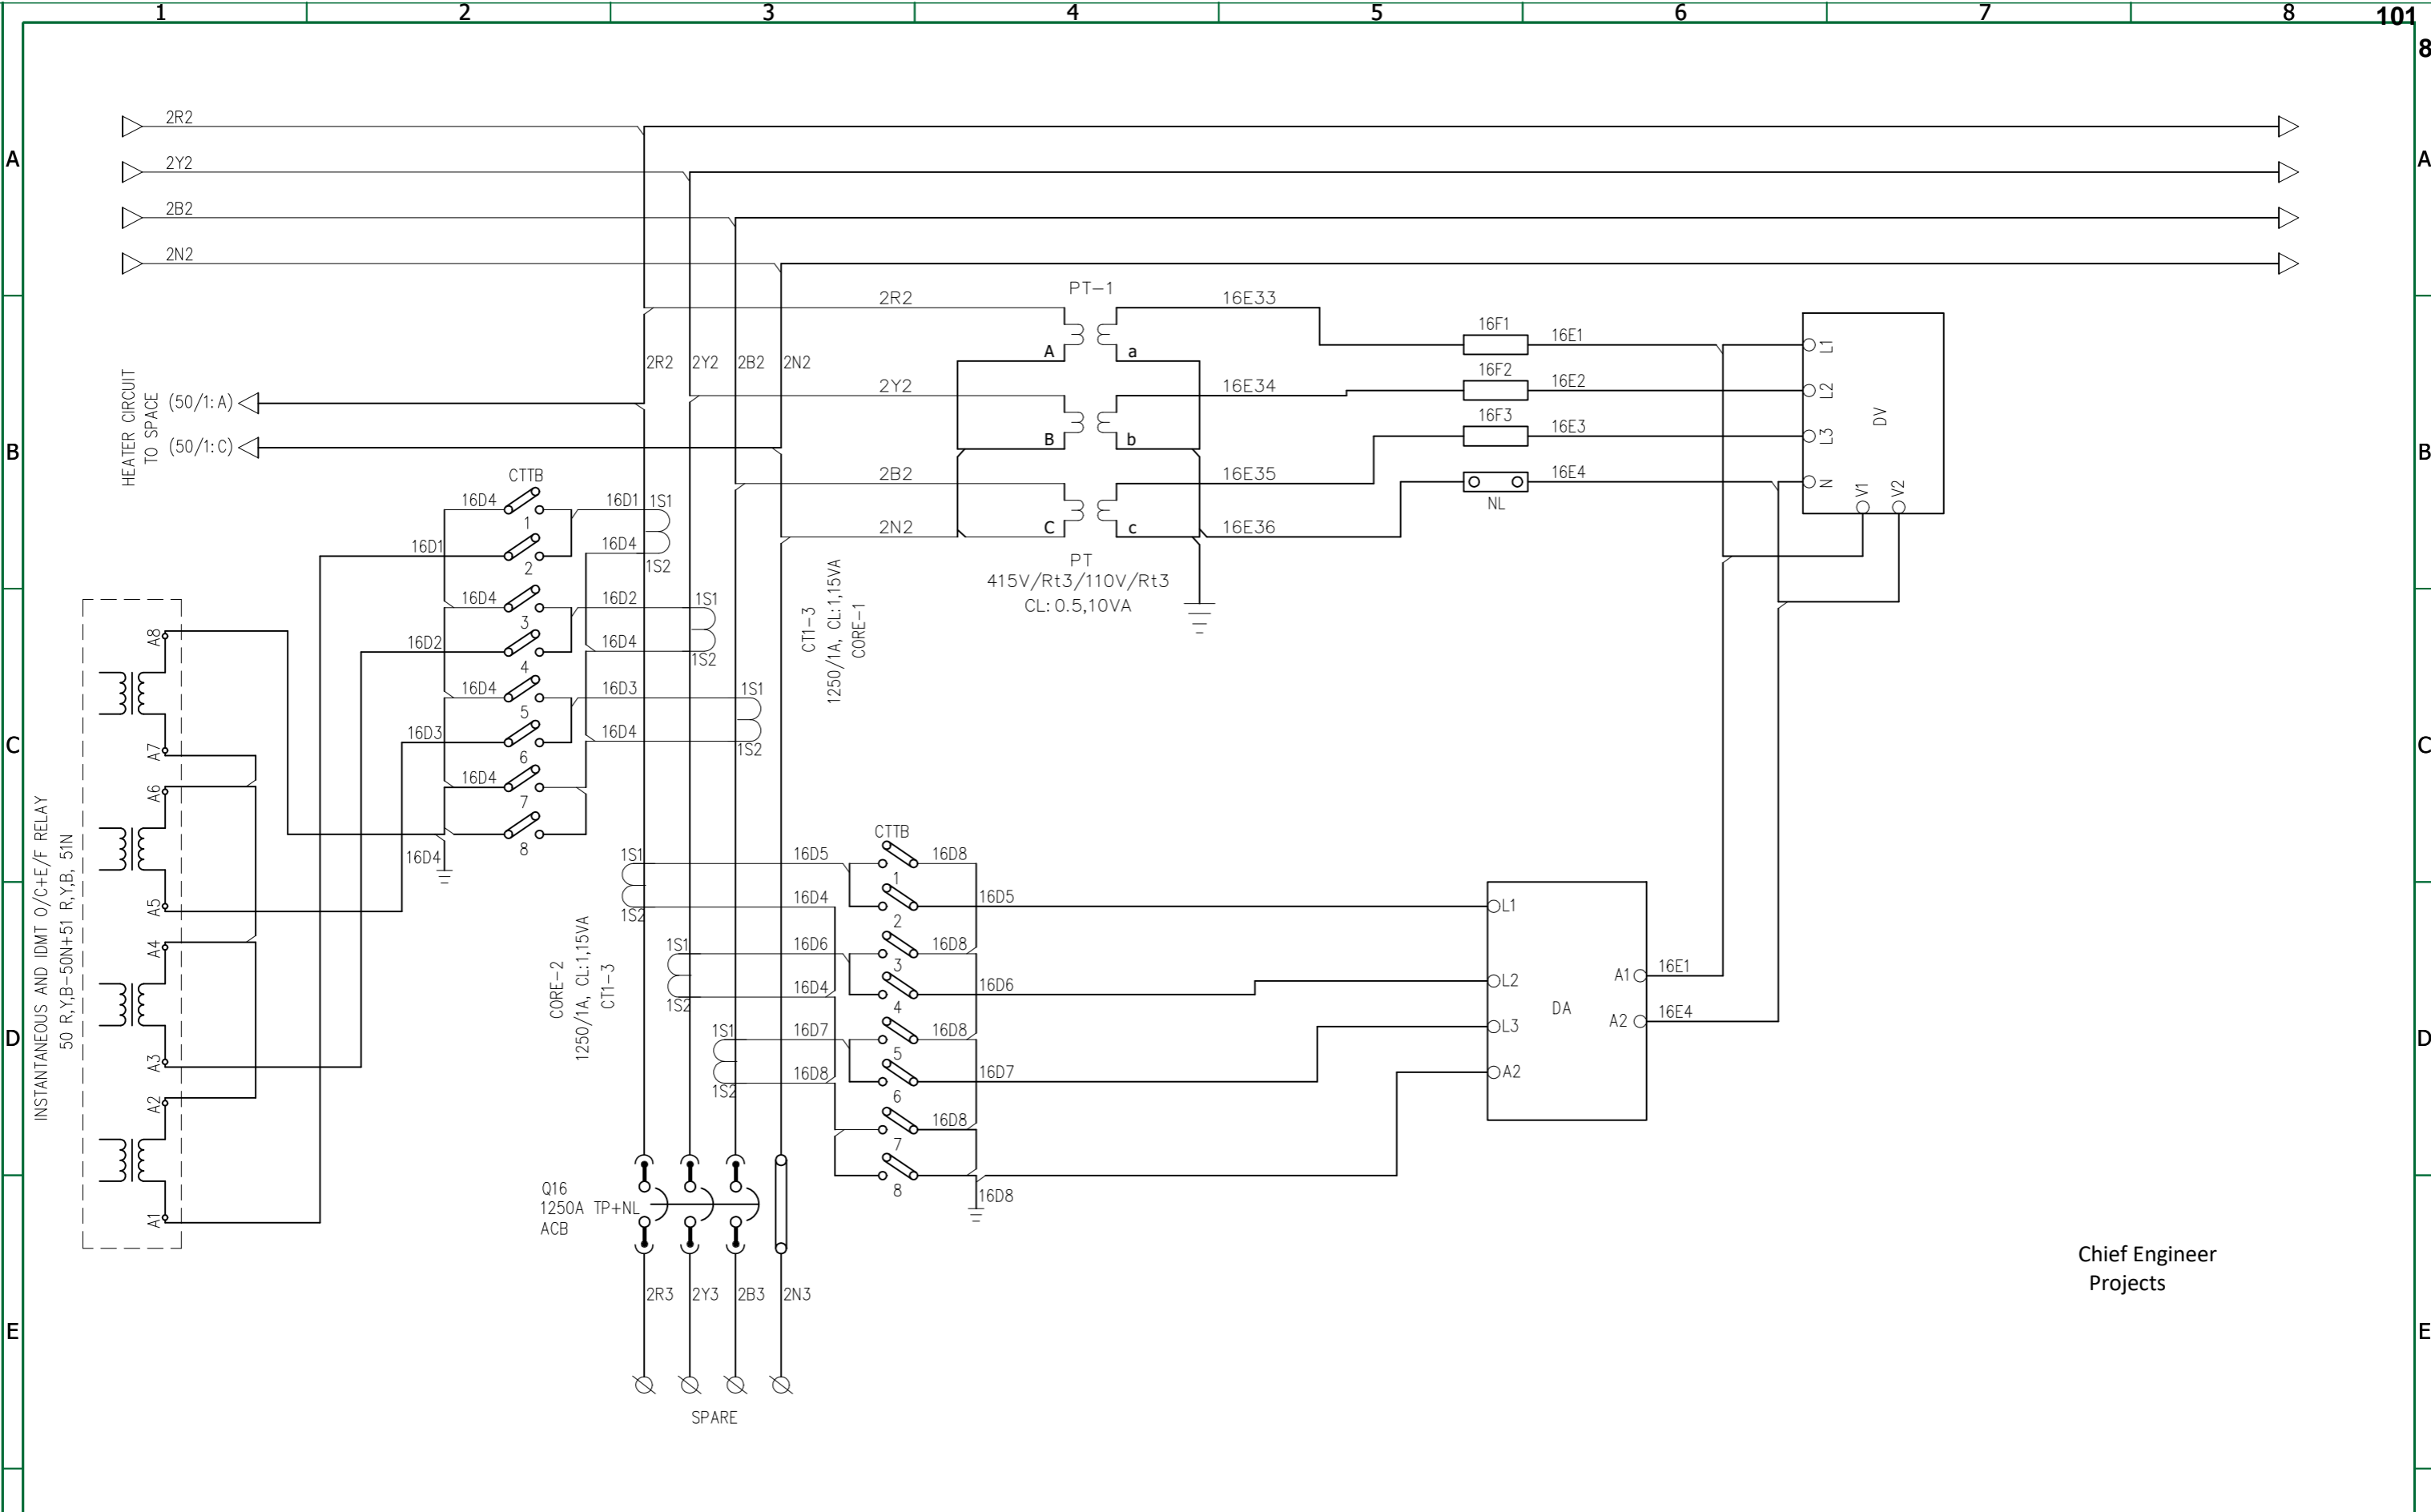 1 2 3 4 5 6 7 8 101
8
A A
2R2
2Y2
2B2
2N2
PT-1
2R2 16E33
A a
2Y2 16E34
B b
2B2 16E35
C c
2N2 16E36
PT
415V/Rt3/110V/Rt3
CL: 0.5,10VA
16F1 16E1
16F2 16E2
16F3 16E3
16E4
NL
L1
L2
L3
N
DV
V1 V2
2R2 2Y2 2B2 2N2
HEATER CIRCUIT
TO SPACE
(50/1:A)
(50/1:C)
B B
CTTB
16D4 1 16D1 1S1
16D1 2 16D4 1S2
16D4 3 16D2 1S1
16D2 4 16D4 1S2
16D4 5 16D3 1S1
16D3 6 16D4 1S2
16D4 7
8
16D4
CT1-3
1250/1A, CL:1,15VA
CORE-1
C C
INSTANTANEOUS AND IDMT O/C+E/F RELAY
50 R,Y,B-50N+51 R,Y,B, 51N
A8
A7
A6
A5
A4
A3
A2
A1
CTTB
1S1 16D5 1 16D8
1S2 16D4 2 16D5
1S1 16D6 3 16D8
1S2 16D4 4 16D6
1S1 16D7 5 16D8
1S2 16D8 6 16D7
7 16D8
8 16D8
CORE-2
1250/1A, CL:1,15VA
CT1-3
L1
L2
L3
A2
DA
A1 16E1
A2 16E4
D D
Q16
1250A TP+NL
ACB
2R3 2Y3 2B3 2N3
SPARE
Chief Engineer
Projects
E E